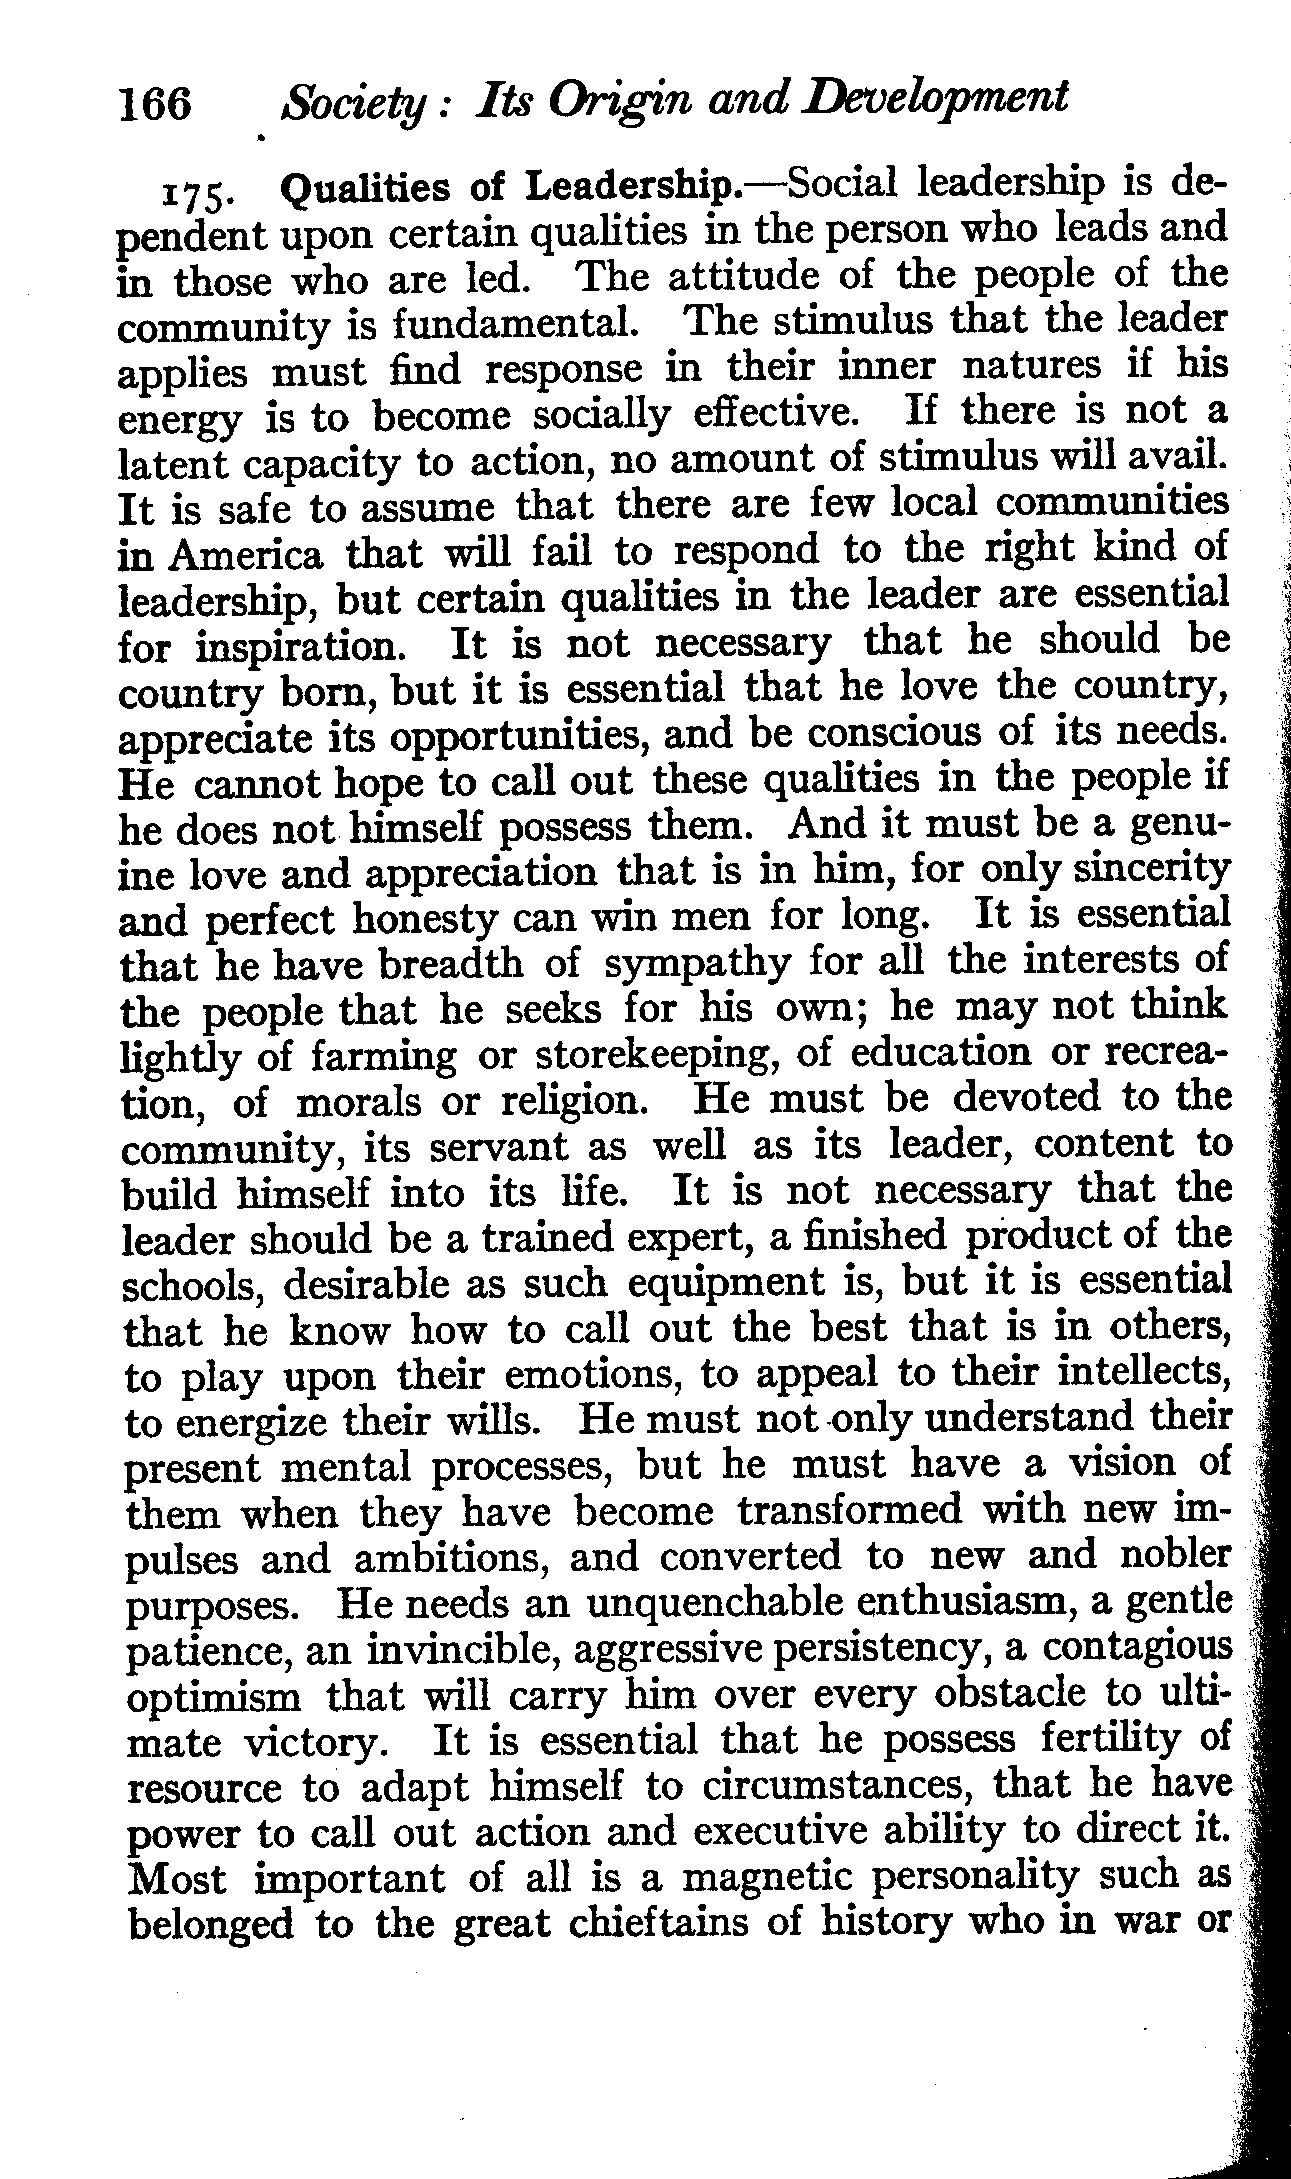 166 Society : Its Origin and Development
175. Qualities of Leadership.—Social leadership is de-
pendent upon certain qualities in the person who leads and
in those who are led. The attitude of the people of the
community is fundamental. The stimulus that the leader
applies must find response in their inner natures if his
energy is to become socially effective. If there is not a
latent capacity to action, no amount of stimulus will avail.
It is safe to assume that there are few local communities
in America that will fail to respond to the right kind of
leadership, but certain qualities in the leader are essential
for inspiration. It is not necessary that he should be
country born, but it is essential that he love the country,
appreciate its opportunities, and be conscious of its needs.
He cannot hope to call out these qualities in the people if
he does not himself possess them. And it must be a genu-
ine love and appreciation that is in him, for only sincerity
and perfect honesty can win men for long. It is essential
that he have breadth of sympathy for all the interests of
the people that he seeks for his own; he may not think
lightly of farming or storekeeping, of education or recrea-
tion, of morals or religion. He must be devoted to the
community, its servant as well as its leader, content to
build himself into its life. It is not necessary that the
leader should be a trained expert, a finished product of the
schools, desirable as such equipment is, but it is essential
that he know how to call out the best that is in others,
to play upon their emotions, to appeal to their intellects,
to energize their wills. He must not only understand their
present mental processes, but he must have a vision of
them when they have become transformed with new im-
pulses and ambitions, and converted to new and nobler
purposes. He needs an unquenchable enthusiasm, a gentle
patience, an invincible, aggressive persistency, a contagious
optimism that will carry him over every obstacle to ulti-
mate victory. It is essential that he possess fertility of
resource to adapt himself to circumstances, that he have
power to call out action and executive ability to direct it.
Most important of all is a magnetic personality such as
belonged to the great chieftains of history who in war or